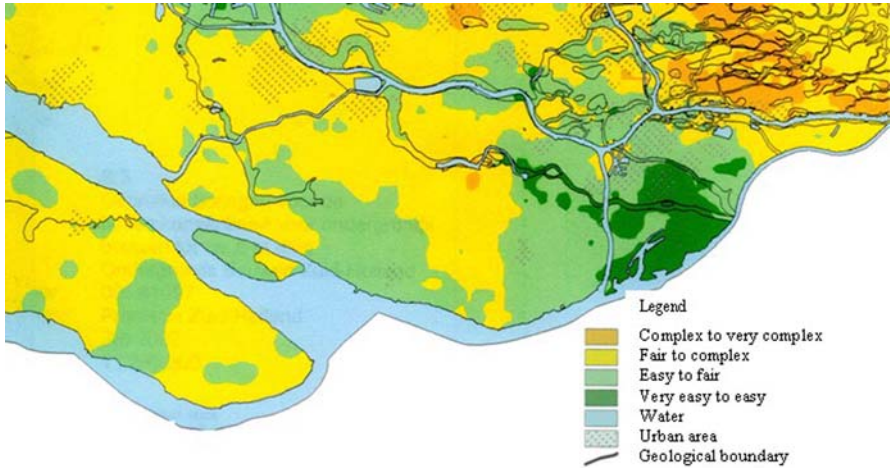 Legend
Complex to very complex
Fair to complex
Easy to fair
Very easy to easy
Water
Urban area
Geological boundary